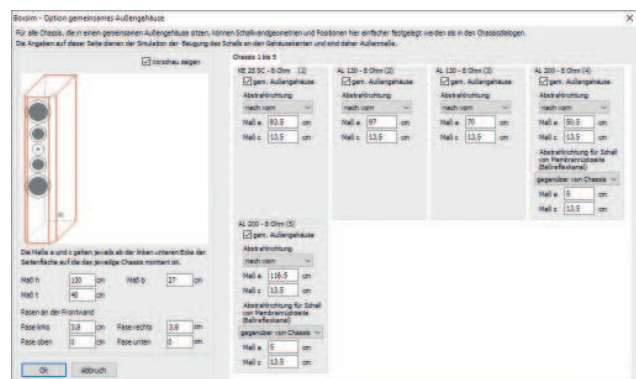 Boxsim - Option gemeinsames Außengehäuse
Für alle Chassis, die in einem gemeinsamen Außengehäuse sitzen, können Schallwandgeometrien und Positionen hier einfacher festgelegt werden als in den Chassisdialogen.
Die Angaben auf dieser Seite dienen der Simulation der Beugung des Schalls an den Gehäusekanten und sind daher Außenmaße.
Vorschau zeigen
Die Maße a und c gelten jeweils ab der linken unteren Ecke der
Seitenfläche auf die das jeweilige Chassis montiert ist.
Maß h 130 cm Maß b 27 cm
Maß t 40 cm
Fasen an der Frontwand
Fase links 3,8 cm Fase rechts 3,8 cm
Fase oben 0 cm Fase unten 0 cm
Ok Abbruch
Chassis 1 bis 5
KE 25 SC - 8 Ohm (1)
gem. Außengehäuse
Abstrahlrichtung
nach vorn
Maß a 83.5 cm
Maß c 13.5 cm
AL 130 - 8 Ohm (2)
gem. Außengehäuse
Abstrahlrichtung
nach vorn
Maß a 97 cm
Maß c 13.5 cm
AL 130 - 8 Ohm (3)
gem. Außengehäuse
Abstrahlrichtung
nach vorn
Maß a 70 cm
Maß c 13.5 cm
AL 200 - 8 Ohm (4)
gem. Außengehäuse
Abstrahlrichtung
nach vorn
Maß a 50.5 cm
Maß c 13.5 cm
Abstrahlrichtung für Schall
von Membranrückseite
(Baßreflexkanal)
gegenüber von Chassis
Maß a 5 cm
Maß c 13.5 cm
AL 200 - 8 Ohm (5)
gem. Außengehäuse
Abstrahlrichtung
nach vorn
Maß a 116.5 cm
Maß c 13.5 cm
Abstrahlrichtung für Schall
von Membranrückseite
(Baßreflexkanal)
gegenüber von Chassis
Maß a 5 cm
Maß c 13.5 cm